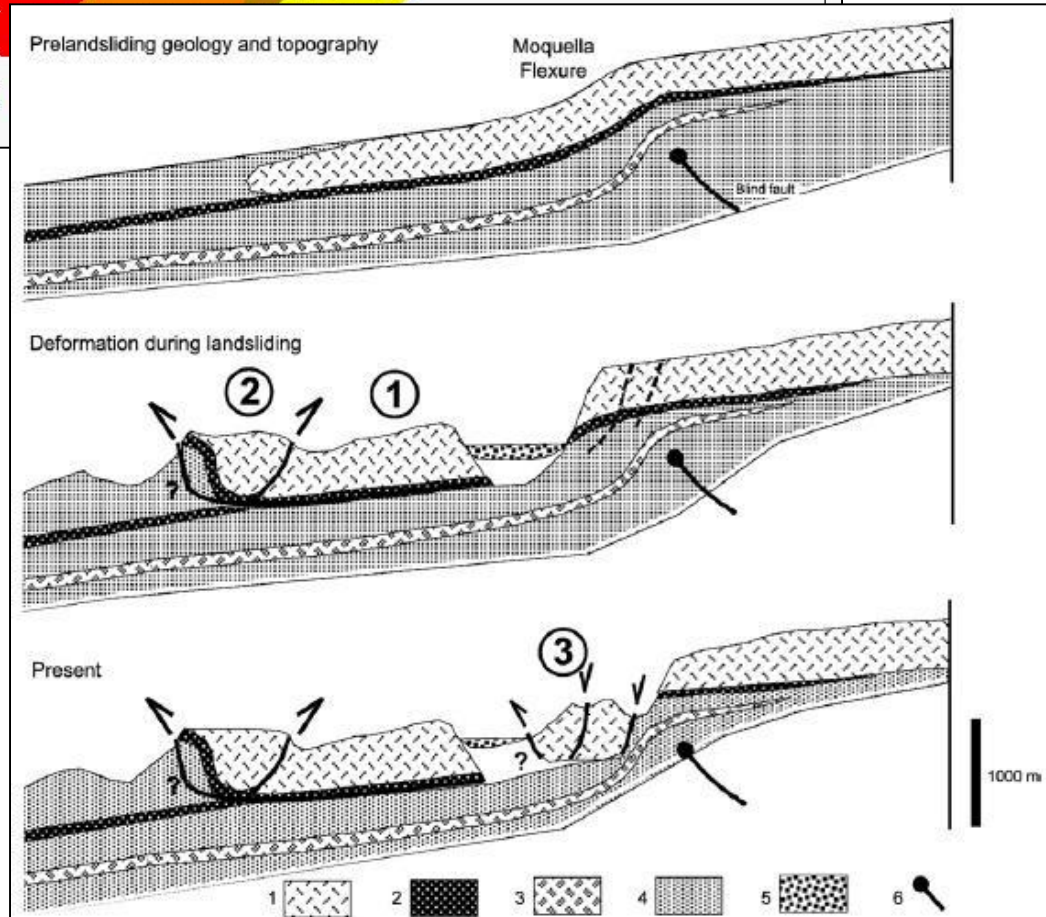 Prelandsliding geology and topography
Moquella
Flexure
Blind fault
Deformation during landsliding
2
1
?
Present
3
?
?
1000 m
1
2
3
4
5
6